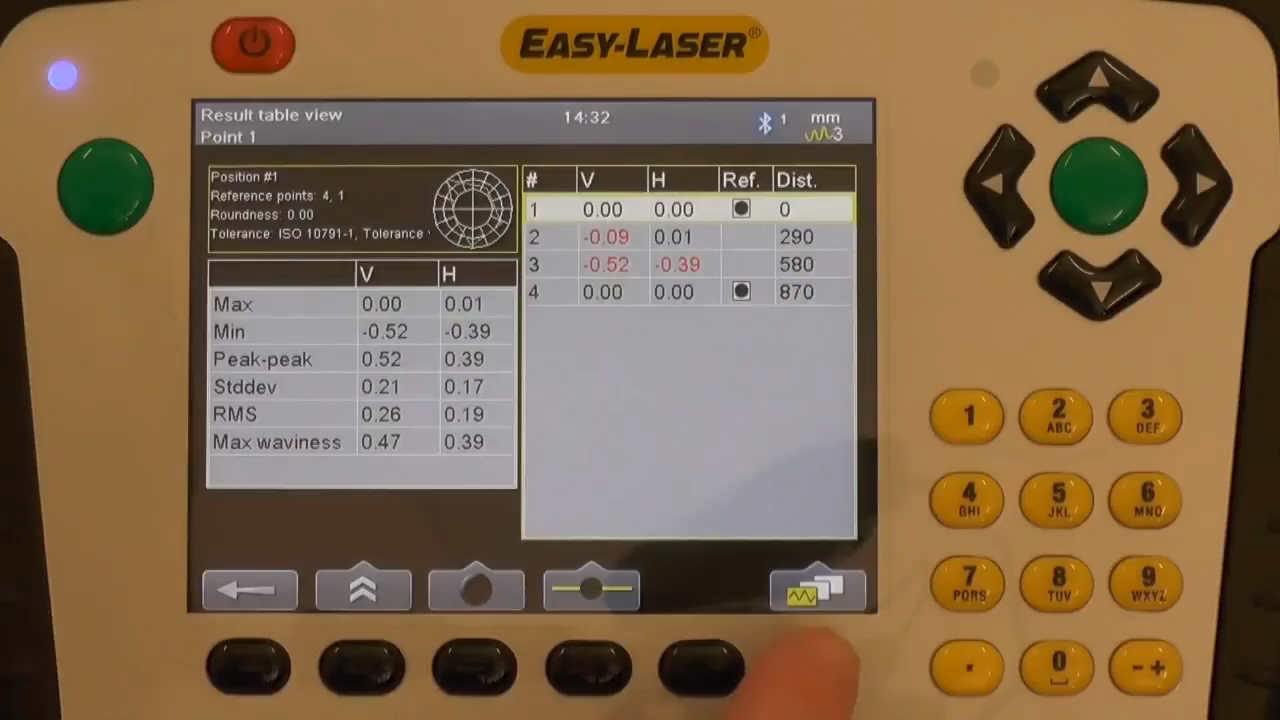 EASY-LASER®
Result table view 14:32 1 mm
Point 1 3
Position #1
Reference points: 4, 1
Roundness: 0.00
Tolerance: ISO 10791-1, Tolerance
V H
Max 0.00 0.01
Min -0.52 -0.39
Peak-peak 0.52 0.39
Stddev 0.21 0.17
RMS 0.26 0.19
Max waviness 0.47 0.39
# V H Ref. Dist.
1 0.00 0.00 0
2 -0.09 0.01 290
3 -0.52 -0.39 580
4 0.00 0.00 870
1 2 3
ABC DEF
4 5 6
GHI JKL MNO
7 8 9
PQRS TUV WXYZ
. 0 -+